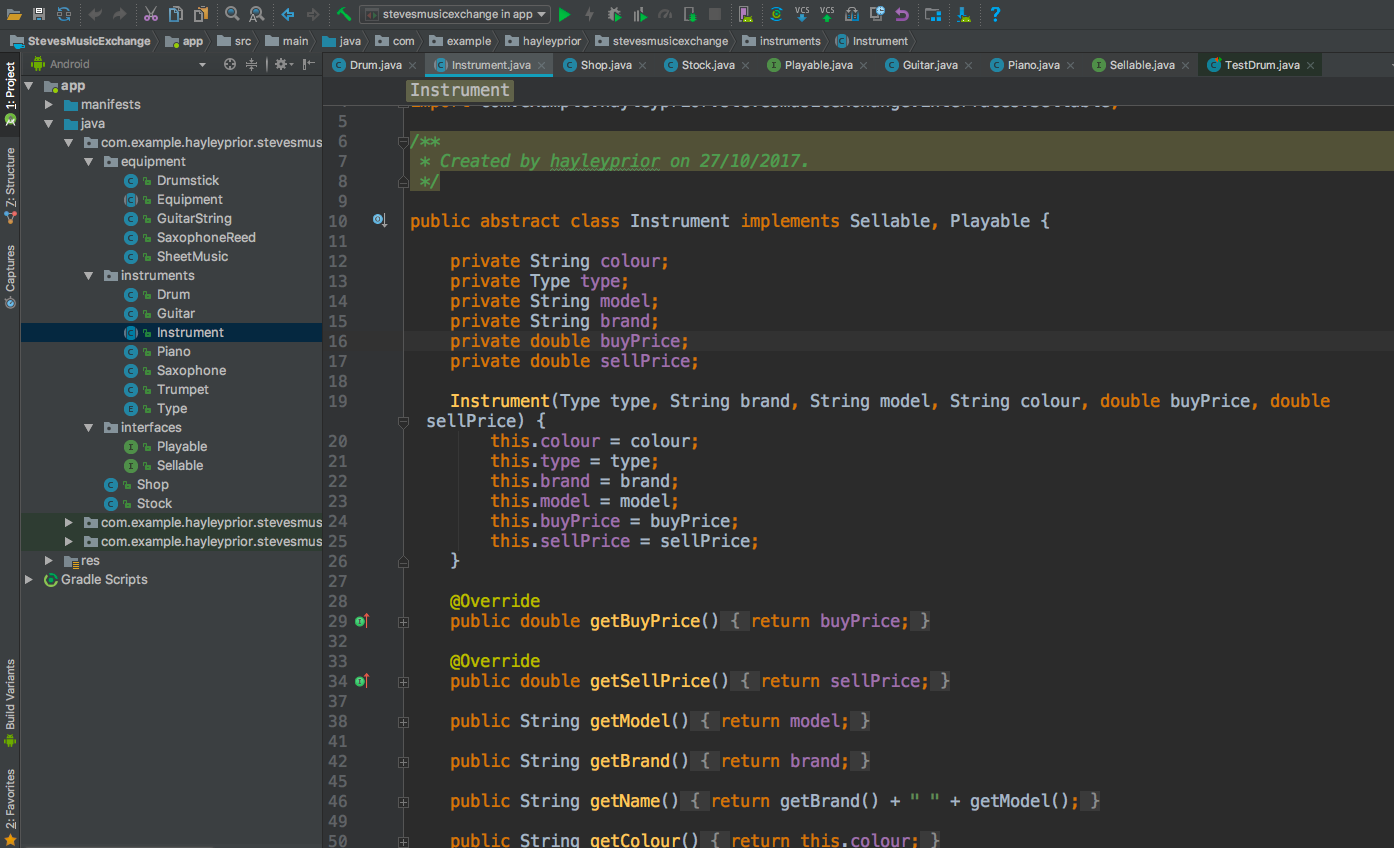 stevesmusicexchange in app
VCS VCS
StevesMusicExchange app src main java com example hayleyprior stevesmusicexchange instruments Instrument
Android
Drum.java Instrument.java Shop.java Stock.java Playable.java Guitar.java Piano.java Sellable.java TestDrum.java
1: Project
Z: Structure
Captures
Build Variants
2: Favorites
app
manifests
java
com.example.hayleyprior.stevesmus
equipment
Drumstick
Equipment
GuitarString
SaxophoneReed
SheetMusic
instruments
Drum
Guitar
Instrument
Piano
Saxophone
Trumpet
Type
interfaces
Playable
Sellable
Shop
Stock
com.example.hayleyprior.stevesmus
com.example.hayleyprior.stevesmus
res
Gradle Scripts
Instrument
5
6 /**
7 * Created by hayleyprior on 27/10/2017.
8 */
9
10 public abstract class Instrument implements Sellable, Playable {
11
12 private String colour;
13 private Type type;
14 private String model;
15 private String brand;
16 private double buyPrice;
17 private double sellPrice;
18
19 Instrument(Type type, String brand, String model, String colour, double buyPrice, double
sellPrice) {
20 this.colour = colour;
21 this.type = type;
22 this.brand = brand;
23 this.model = model;
24 this.buyPrice = buyPrice;
25 this.sellPrice = sellPrice;
26 }
27
28 @Override
29 public double getBuyPrice() { return buyPrice; }
32
33 @Override
34 public double getSellPrice() { return sellPrice; }
37
38 public String getModel() { return model; }
41
42 public String getBrand() { return brand; }
45
46 public String getName() { return getBrand() + " " + getModel(); }
49
50 public String getColour() { return this.colour; }